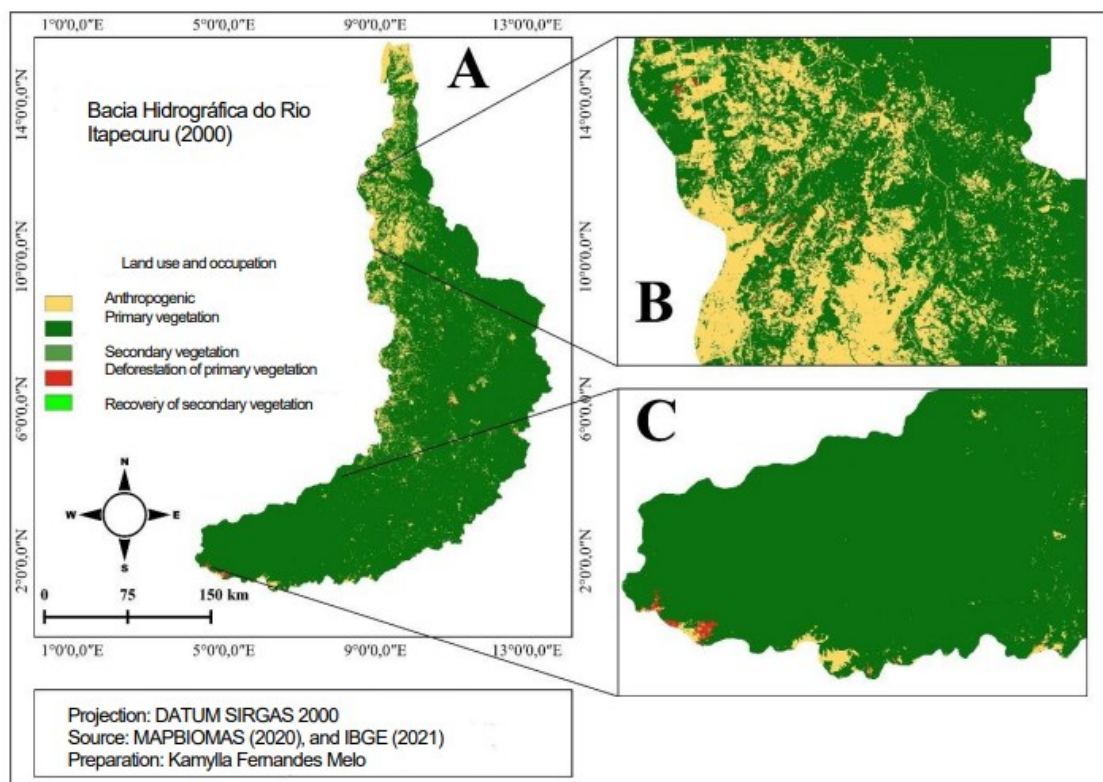 1°0'0,0"E 5°0'0,0"E 9°0'0,0"E 13°0'0,0"E
A
Bacia Hidrográfica do Rio
Itapecuru (2000)
14°0'0,0"N
10°0'0,0"N
6°0'0,0"N
2°0'0,0"N
Land use and occupation
Anthropogenic
Primary vegetation
Secondary vegetation
Deforestation of primary vegetation
Recovery of secondary vegetation
N
W E
S
0 75 150 km
1°0'0,0"E 5°0'0,0"E 9°0'0,0"E 13°0'0,0"E
14°0'0,0"N
10°0'0,0"N
6°0'0,0"N
2°0'0,0"N
B
C
Projection: DATUM SIRGAS 2000
Source: MAPBIOMAS (2020), and IBGE (2021)
Preparation: Kamylla Fernandes Melo